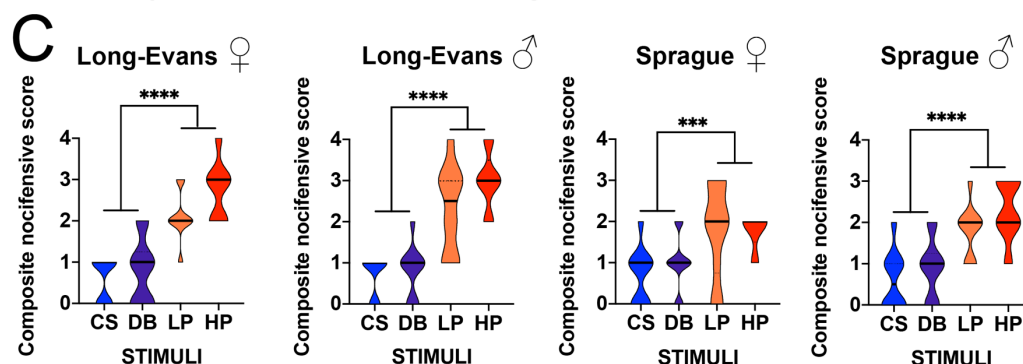 C
Long-Evans ♀
Composite nocifensive score
4
3
2
1
0
****
CS DB LP HP
STIMULI
Long-Evans ♂
Composite nocifensive score
4
3
2
1
0
****
CS DB LP HP
STIMULI
Sprague ♀
Composite nocifensive score
4
3
2
1
0
***
CS DB LP HP
STIMULI
Sprague ♂
Composite nocifensive score
4
3
2
1
0
****
CS DB LP HP
STIMULI